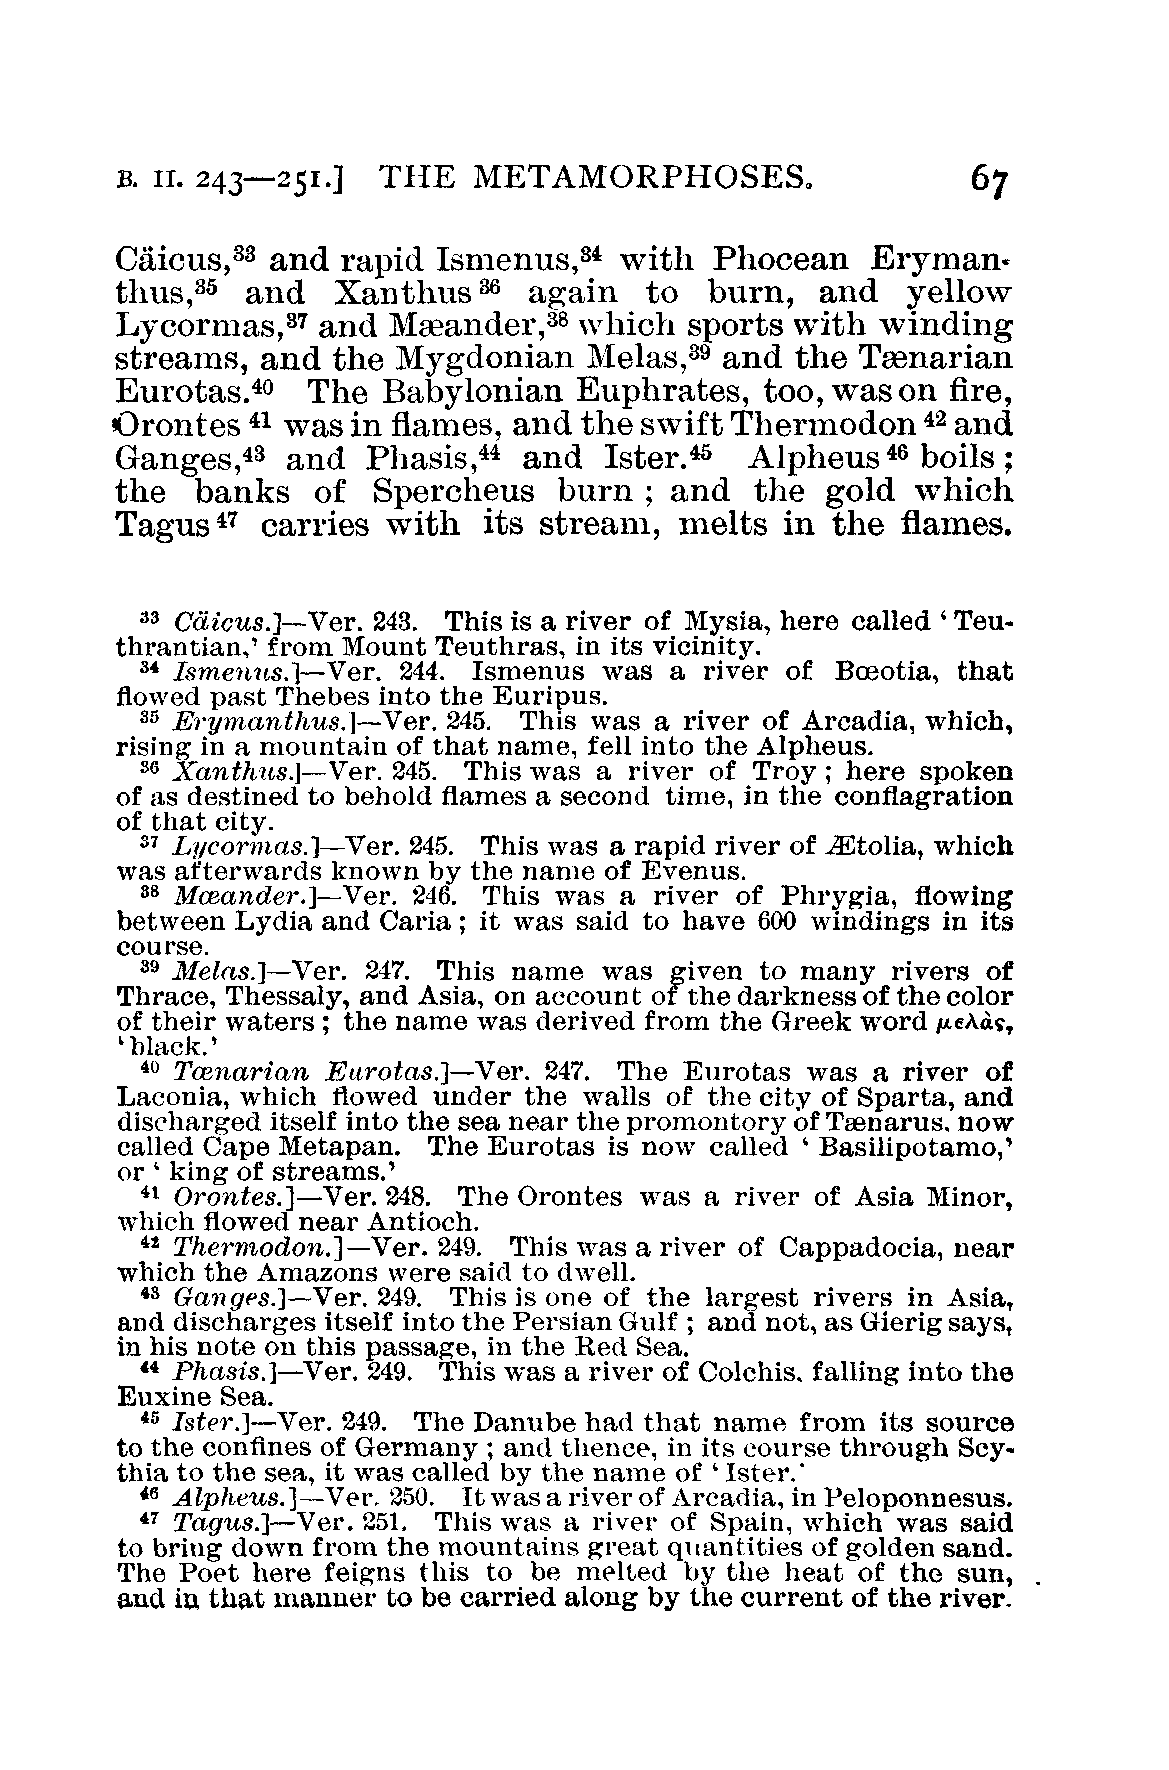 B. II. 243—251.] THE METAMORPHOSES. 67
Cäicus,³³ and rapid Ismenus,³⁴ with Phocean Eryman-
thus,³⁵ and Xanthus³⁶ again to burn, and yellow
Lycormas,³⁷ and Mæander,³⁸ which sports with winding
streams, and the Mygdonian Melas,³⁹ and the Tænarian
Eurotas.⁴⁰ The Babylonian Euphrates, too, was on fire,
Orontes⁴¹ was in flames, and the swift Thermodon⁴² and
Ganges,⁴³ and Phasis,⁴⁴ and Ister.⁴⁵ Alpheus⁴⁶ boils;
the banks of Spercheus burn; and the gold which
Tagus⁴⁷ carries with its stream, melts in the flames.
³³ Cäicus.]—Ver. 243. This is a river of Mysia, here called 'Teu-
thrantian,' from Mount Teuthras, in its vicinity.
³⁴ Ismenus.]—Ver. 244. Ismenus was a river of Bœotia, that
flowed past Thebes into the Euripus.
³⁵ Erymanthus.]—Ver. 245. This was a river of Arcadia, which,
rising in a mountain of that name, fell into the Alpheus.
³⁶ Xanthus.]—Ver. 245. This was a river of Troy; here spoken
of as destined to behold flames a second time, in the conflagration
of that city.
³⁷ Lycormas.]—Ver. 245. This was a rapid river of Ætolia, which
was afterwards known by the name of Evenus.
³⁸ Mæander.]—Ver. 246. This was a river of Phrygia, flowing
between Lydia and Caria; it was said to have 600 windings in its
course.
³⁹ Melas.]—Ver. 247. This name was given to many rivers of
Thrace, Thessaly, and Asia, on account of the darkness of the color
of their waters; the name was derived from the Greek word μελὰς,
'black.'
⁴⁰ Tænarian Eurotas.]—Ver. 247. The Eurotas was a river of
Laconia, which flowed under the walls of the city of Sparta, and
discharged itself into the sea near the promontory of Tænarus, now
called Cape Metapan. The Eurotas is now called 'Basilipotamo,'
or 'king of streams.'
⁴¹ Orontes.]—Ver. 248. The Orontes was a river of Asia Minor,
which flowed near Antioch.
⁴² Thermodon.]—Ver. 249. This was a river of Cappadocia, near
which the Amazons were said to dwell.
⁴³ Ganges.]—Ver. 249. This is one of the largest rivers in Asia,
and discharges itself into the Persian Gulf; and not, as Gierig says,
in his note on this passage, in the Red Sea.
⁴⁴ Phasis.]—Ver. 249. This was a river of Colchis, falling into the
Euxine Sea.
⁴⁵ Ister.]—Ver. 249. The Danube had that name from its source
to the confines of Germany; and thence, in its course through Scy-
thia to the sea, it was called by the name of 'Ister.'
⁴⁶ Alpheus.]—Ver. 250. It was a river of Arcadia, in Peloponnesus.
⁴⁷ Tagus.]—Ver. 251. This was a river of Spain, which was said
to bring down from the mountains great quantities of golden sand.
The Poet here feigns this to be melted by the heat of the sun,
and in that manner to be carried along by the current of the river.